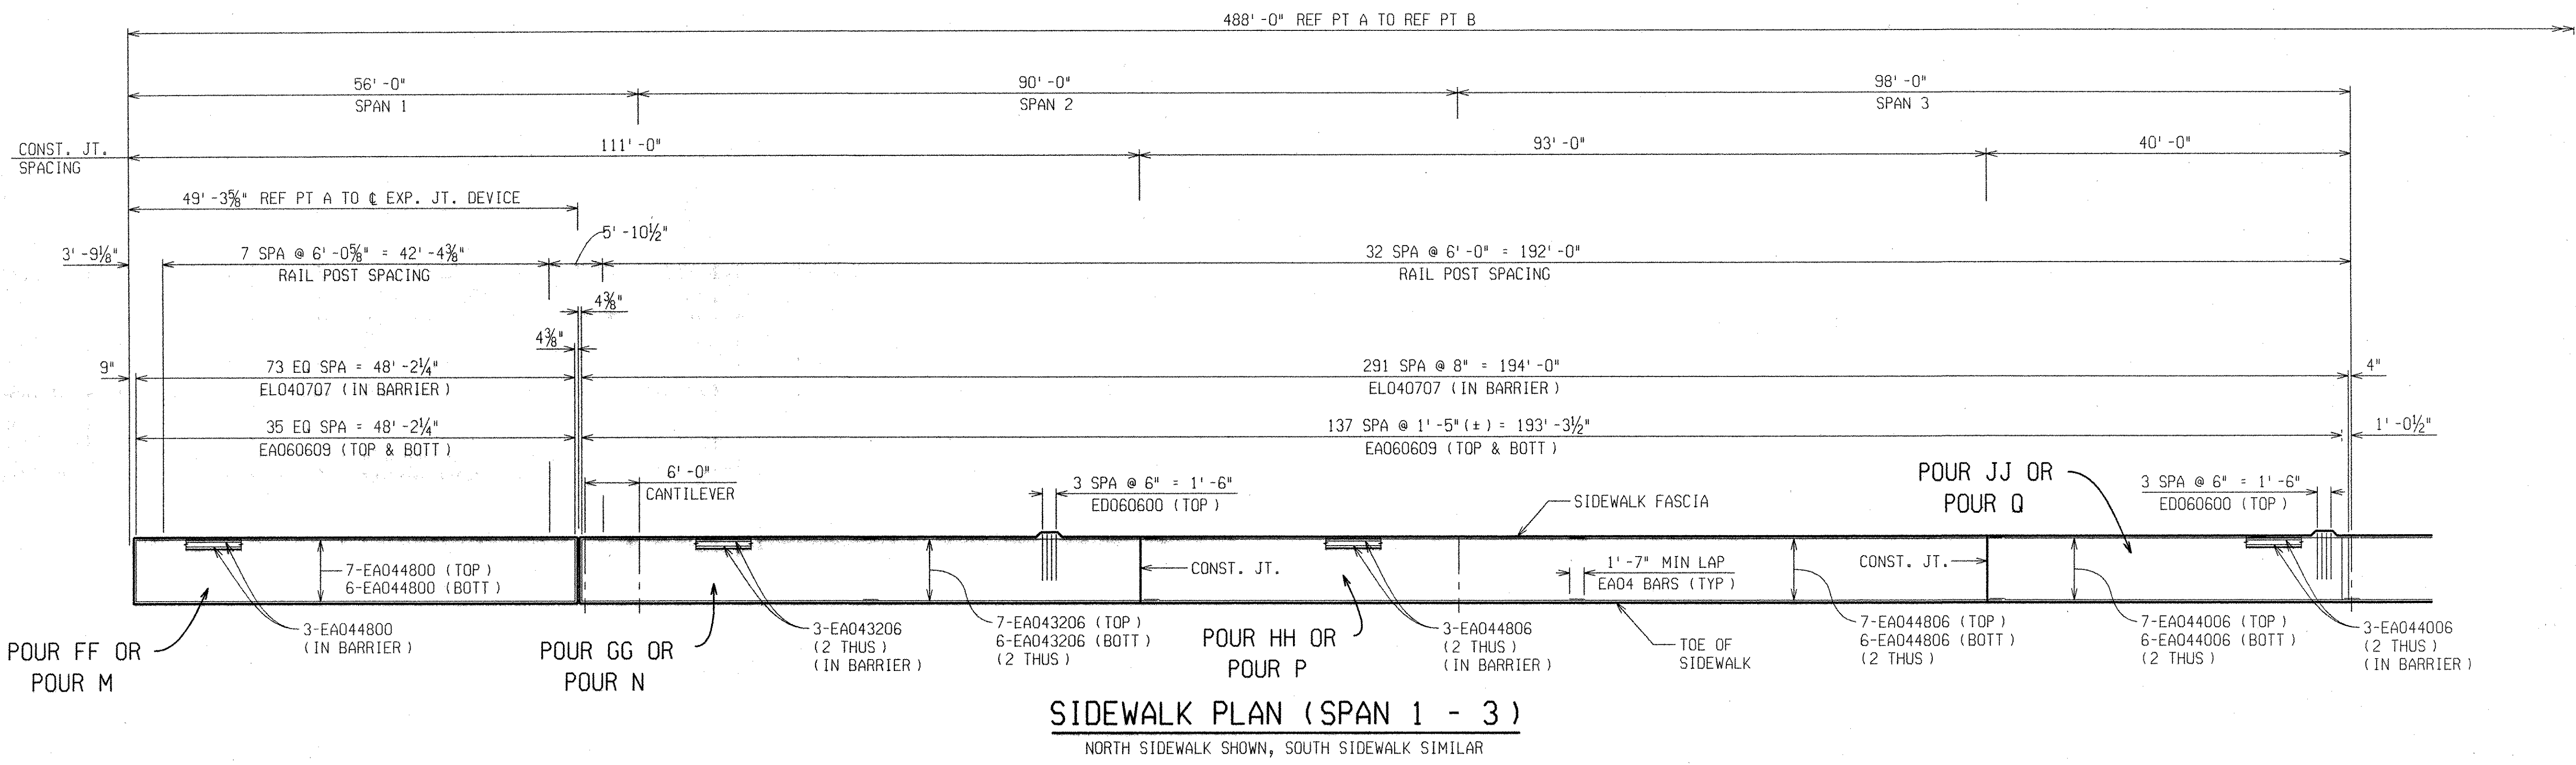 488'-0" REF PT A TO REF PT B
56'-0"
SPAN 1
90'-0"
SPAN 2
98'-0"
SPAN 3
CONST. JT.
SPACING
111'-0"
93'-0"
40'-0"
49'-3⅝" REF PT A TO ℄ EXP. JT. DEVICE
5'-10½"
3'-9⅛"
7 SPA @ 6'-0⅝" = 42'-4⅜"
RAIL POST SPACING
32 SPA @ 6'-0" = 192'-0"
RAIL POST SPACING
4⅜"
4⅜"
9"
73 EQ SPA = 48'-2¼"
EL040707 (IN BARRIER)
291 SPA @ 8" = 194'-0"
EL040707 (IN BARRIER)
4"
35 EQ SPA = 48'-2¼"
EA060609 (TOP & BOTT)
137 SPA @ 1'-5"(±) = 193'-3½"
EA060609 (TOP & BOTT)
1'-0½"
6'-0"
CANTILEVER
3 SPA @ 6" = 1'-6"
ED060600 (TOP)
SIDEWALK FASCIA
POUR JJ OR
POUR Q
3 SPA @ 6" = 1'-6"
ED060600 (TOP)
7-EA044800 (TOP)
6-EA044800 (BOTT)
CONST. JT.
1'-7" MIN LAP
EA04 BARS (TYP)
CONST. JT.
POUR FF OR
POUR M
3-EA044800
(IN BARRIER)
POUR GG OR
POUR N
3-EA043206
(2 THUS)
(IN BARRIER)
7-EA043206 (TOP)
6-EA043206 (BOTT)
(2 THUS)
POUR HH OR
POUR P
3-EA044806
(2 THUS)
(IN BARRIER)
TOE OF
SIDEWALK
7-EA044806 (TOP)
6-EA044806 (BOTT)
(2 THUS)
7-EA044006 (TOP)
6-EA044006 (BOTT)
(2 THUS)
3-EA044006
(2 THUS)
(IN BARRIER)
SIDEWALK PLAN (SPAN 1 - 3)
NORTH SIDEWALK SHOWN, SOUTH SIDEWALK SIMILAR